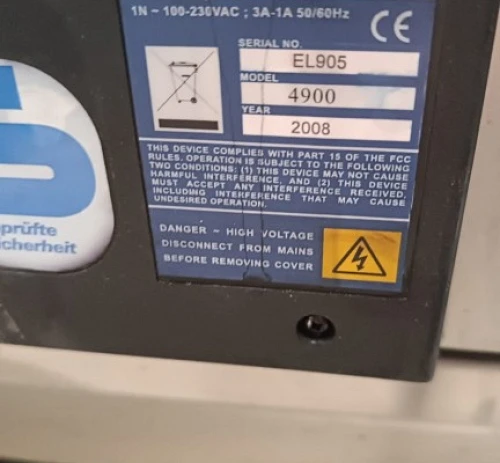 1N ~ 100-230VAC ; 3A-1A 50/60Hz
CE
SERIAL NO.
EL905
MODEL
4900
YEAR
2008
THIS DEVICE COMPLIES WITH PART 15 OF THE FCC
RULES. OPERATION IS SUBJECT TO THE FOLLOWING
TWO CONDITIONS: (1) THIS DEVICE MAY NOT CAUSE
HARMFUL INTERFERENCE, AND (2) THIS DEVICE
MUST ACCEPT ANY INTERFERENCE RECEIVED,
INCLUDING INTERFERENCE THAT MAY CAUSE
UNDESIRED OPERATION.
DANGER ~ HIGH VOLTAGE
DISCONNECT FROM MAINS
BEFORE REMOVING COVER
prüfte
icherheit